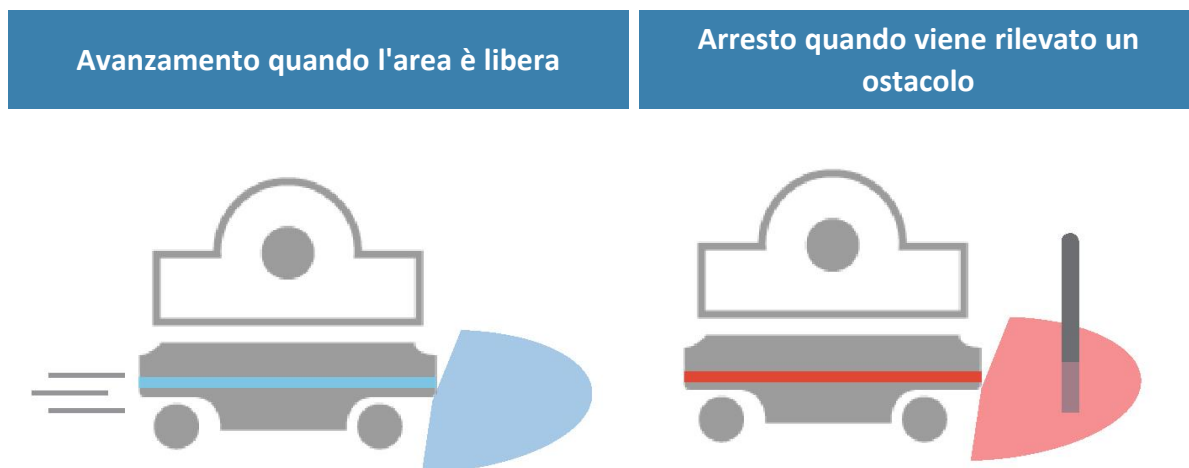 Avanzamento quando l'area è libera
Arresto quando viene rilevato un
ostacolo